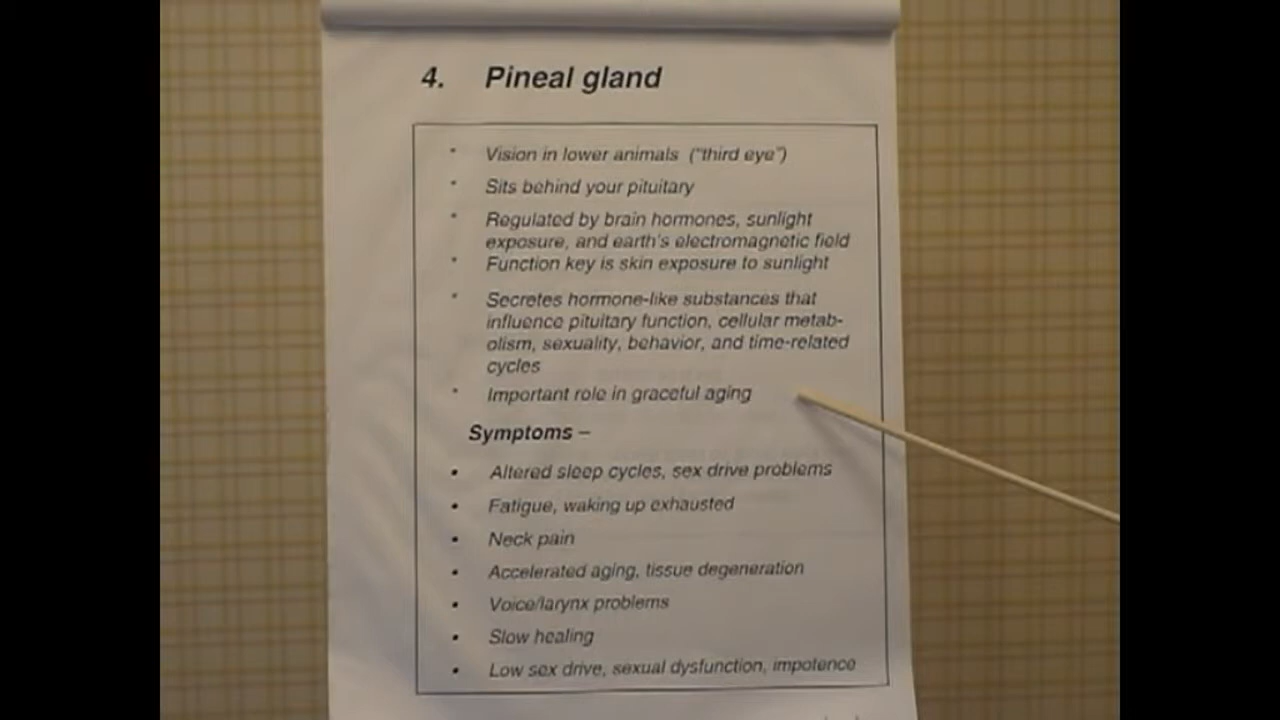 4. Pineal gland
* Vision in lower animals ("third eye")
* Sits behind your pituitary
* Regulated by brain hormones, sunlight
exposure, and earth's electromagnetic field
* Function key is skin exposure to sunlight
* Secretes hormone-like substances that
influence pituitary function, cellular metab-
olism, sexuality, behavior, and time-related
cycles
* Important role in graceful aging
Symptoms –
• Altered sleep cycles, sex drive problems
• Fatigue, waking up exhausted
• Neck pain
• Accelerated aging, tissue degeneration
• Voice/larynx problems
• Slow healing
• Low sex drive, sexual dysfunction, impotence